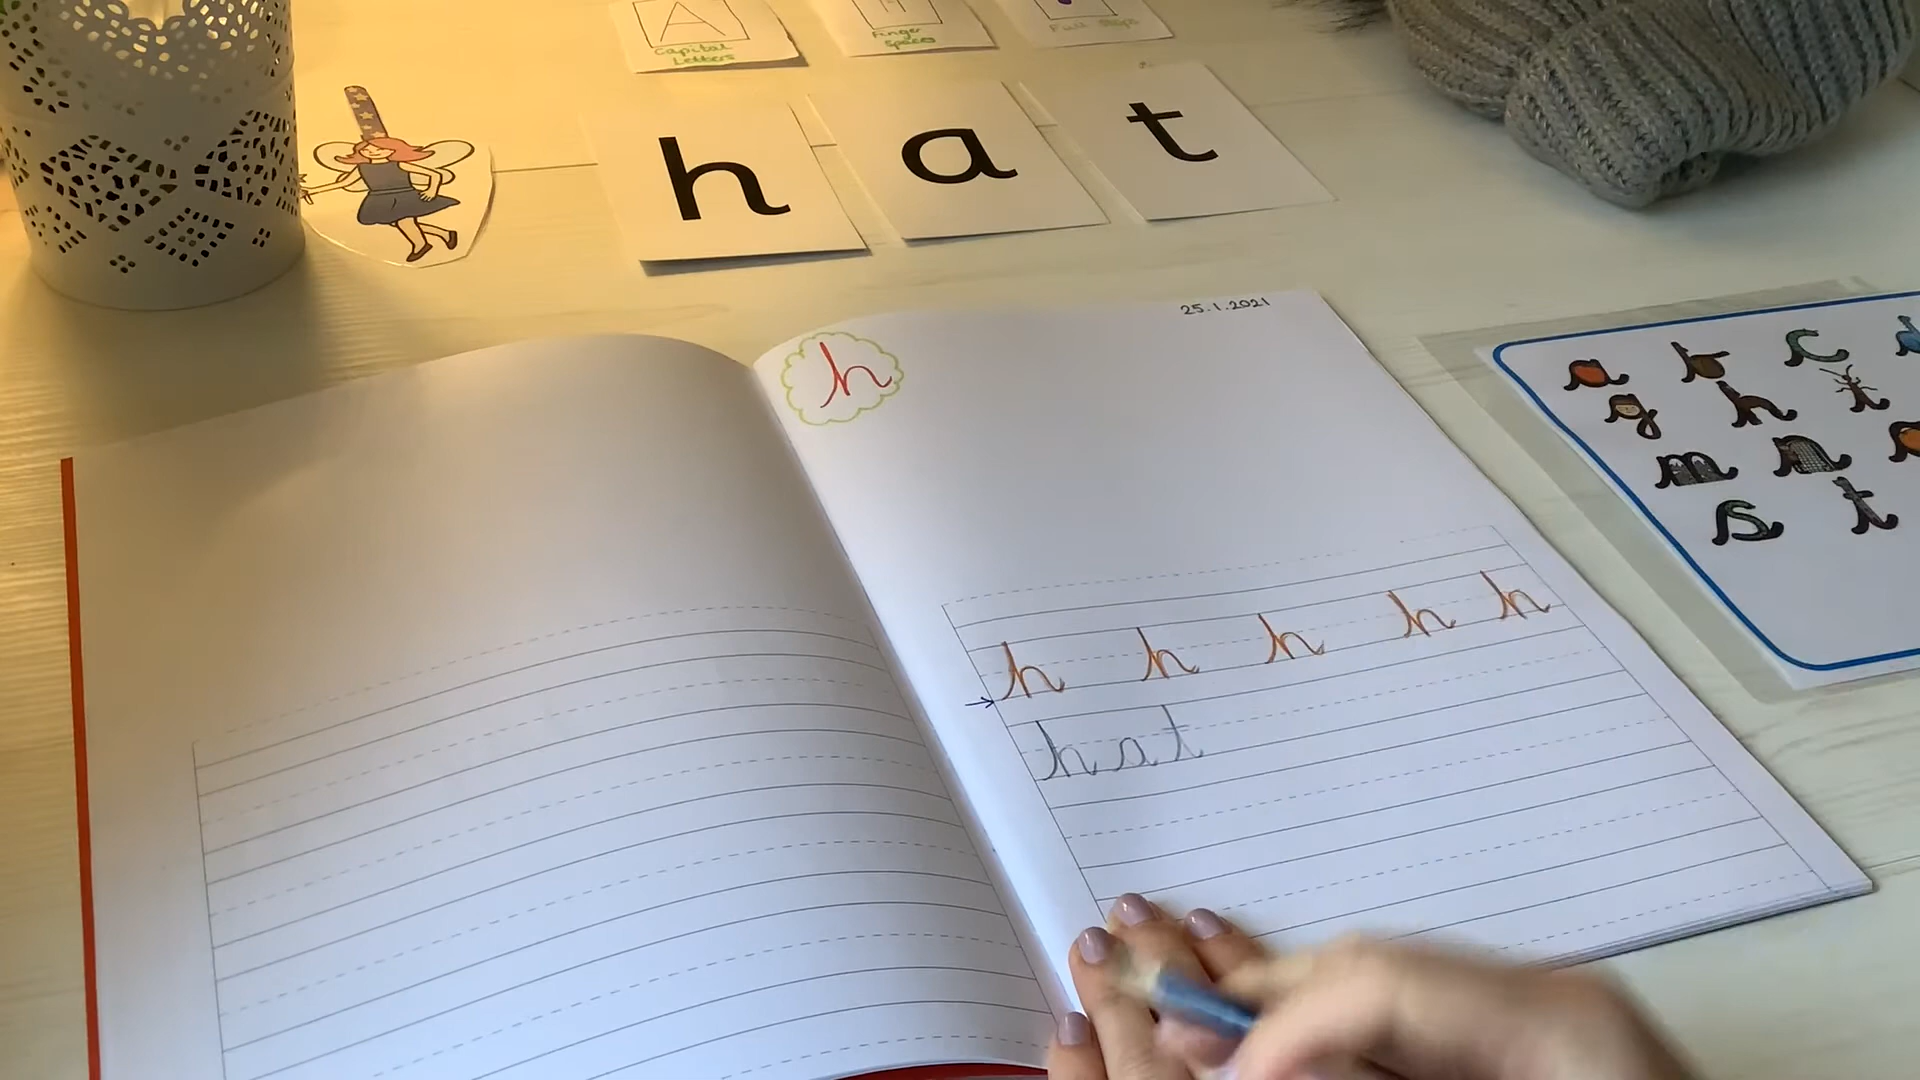 A
Capital
Letters
Finger
Spaces
Full Stops
h a t
25.1.2021
h
h h h h h
hat
a b c d
g h i
m n o
s t